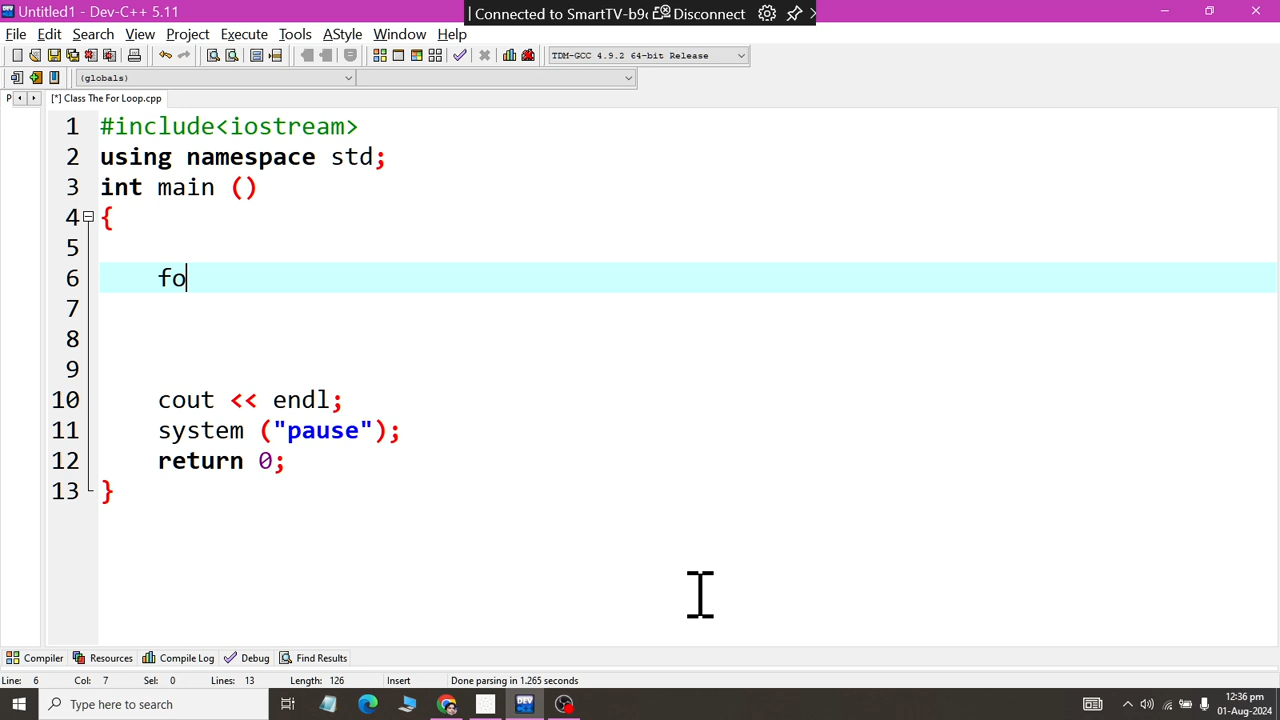 Untitled1 - Dev-C++ 5.11
Connected to SmartTV-b9 Disconnect
File Edit Search View Project Execute Tools AStyle Window Help
TDM-GCC 4.9.2 64-bit Release
(globals)
P [*] Class The For Loop.cpp
1 #include<iostream>
2 using namespace std;
3 int main ()
4 {
5
6 fo
7
8
9
10 cout << endl;
11 system ("pause");
12 return 0;
13 }
Compiler Resources Compile Log Debug Find Results
Line: 6 Col: 7 Sel: 0 Lines: 13 Length: 126 Insert Done parsing in 1.265 seconds
Type here to search DEV 12:36 pm
01-Aug-2024